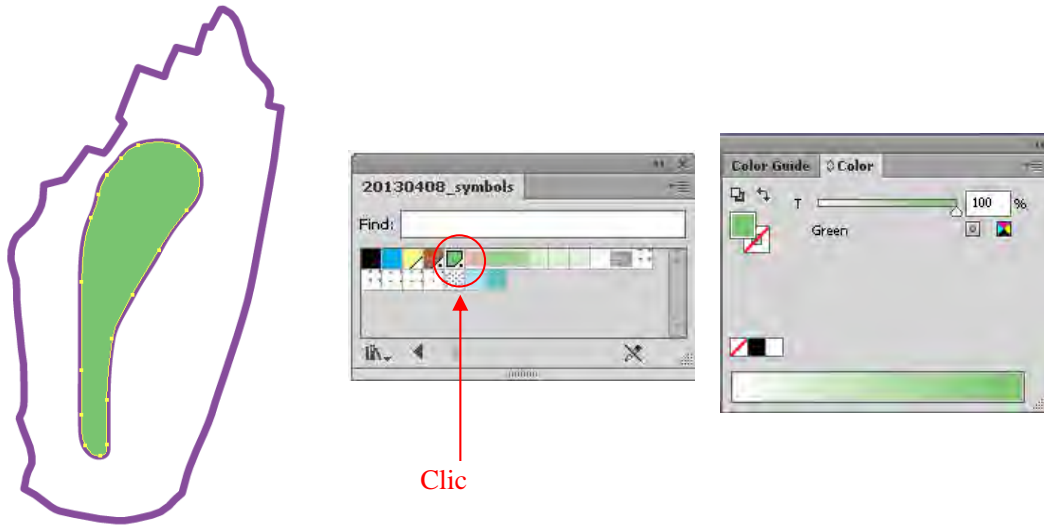 20130408_symbols
Find:
Clic
Color Guide Color
T 100 %
Green